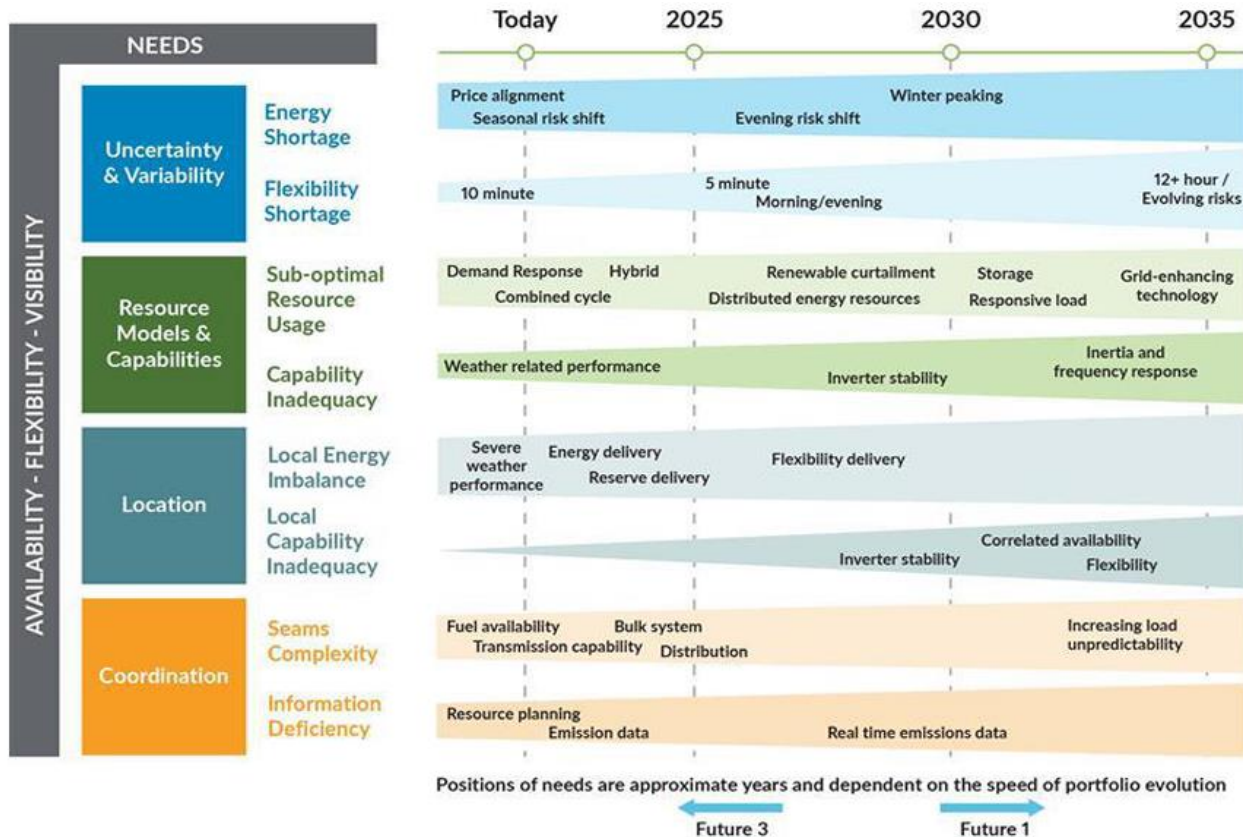 Today 2025 2030 2035
NEEDS
AVAILABILITY - FLEXIBILITY - VISIBILITY
Uncertainty
& Variability
Energy
Shortage
Price alignment
Seasonal risk shift
Evening risk shift
Winter peaking
Flexibility
Shortage
10 minute
5 minute
Morning/evening
12+ hour /
Evolving risks
Resource
Models &
Capabilities
Sub-optimal
Resource
Usage
Demand Response
Hybrid
Combined cycle
Renewable curtailment
Distributed energy resources
Storage
Responsive load
Grid-enhancing
technology
Capability
Inadequacy
Weather related performance
Inverter stability
Inertia and
frequency response
Location
Local Energy
Imbalance
Severe
weather
performance
Energy delivery
Reserve delivery
Flexibility delivery
Local
Capability
Inadequacy
Inverter stability
Correlated availability
Flexibility
Coordination
Seams
Complexity
Fuel availability
Transmission capability
Bulk system
Distribution
Increasing load
unpredictability
Information
Deficiency
Resource planning
Emission data
Real time emissions data
Positions of needs are approximate years and dependent on the speed of portfolio evolution
Future 3
Future 1